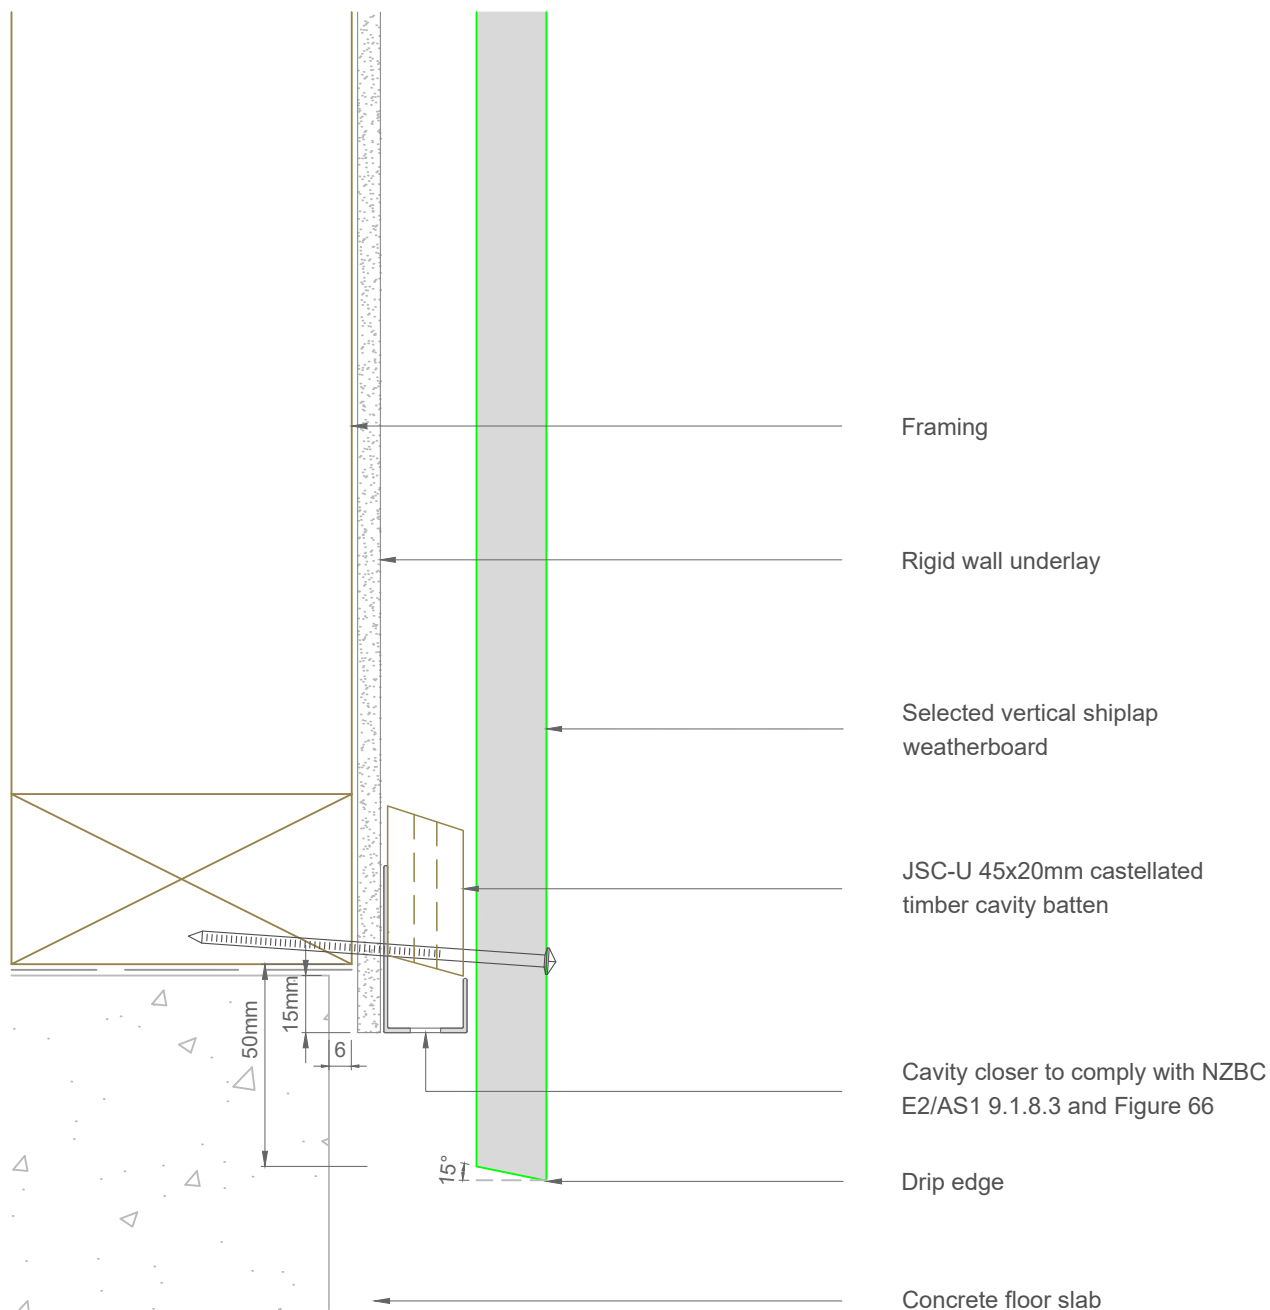 Framing
Rigid wall underlay
Selected vertical shiplap
weatherboard
JSC-U 45x20mm castellated
timber cavity batten
50mm
15mm
6
Cavity closer to comply with NZBC
E2/AS1 9.1.8.3 and Figure 66
15°
Drip edge
Concrete floor slab